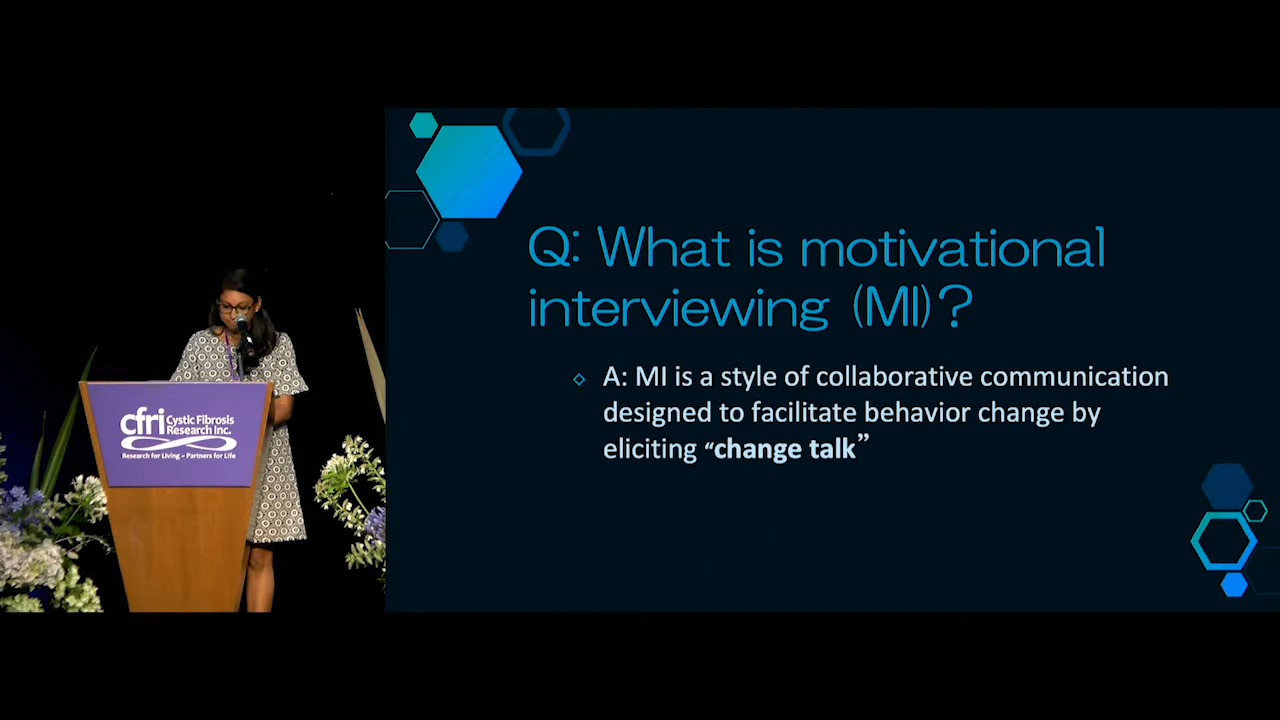 Q: What is motivational
interviewing (MI)?
◇ A: MI is a style of collaborative communication
designed to facilitate behavior change by
eliciting “change talk”
cfri Cystic Fibrosis
Research Inc.
Research for Living ~ Partners for Life